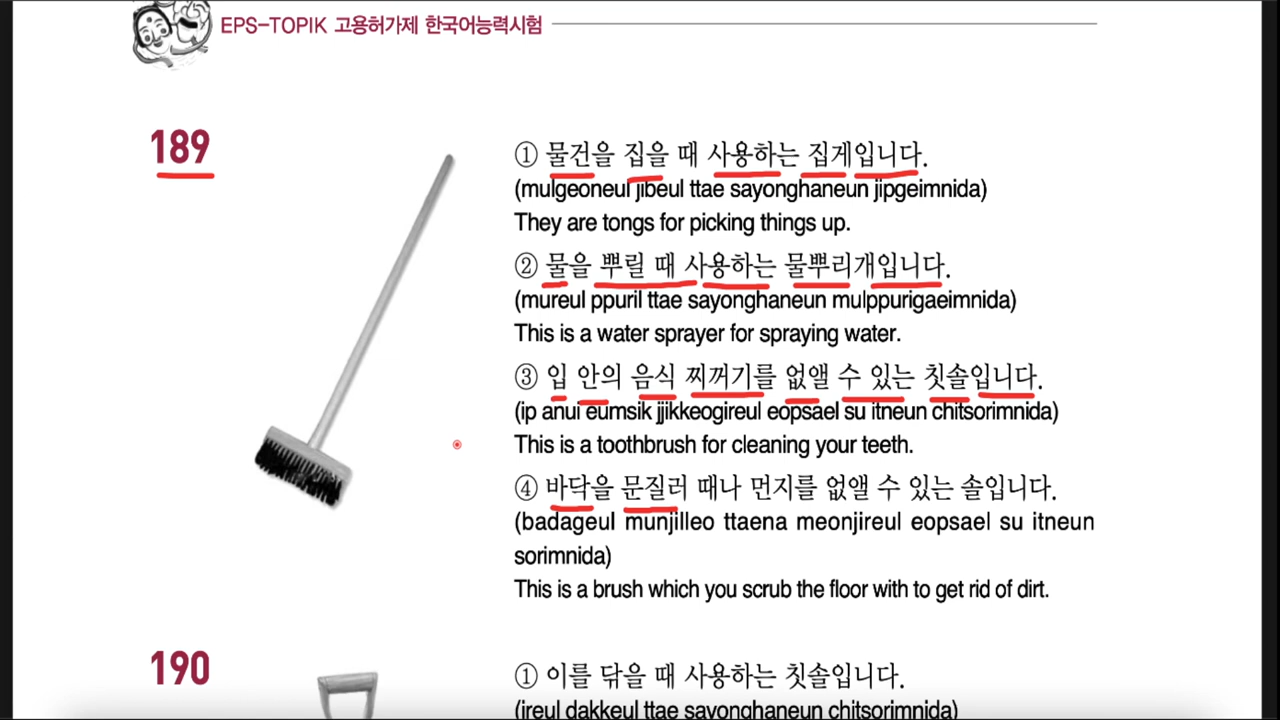 EPS-TOPIK 고용허가제 한국어능력시험
189
① 물건을 집을 때 사용하는 집게입니다.
(mulgeoneul jibeul ttae sayonghaneun jipgeimnida)
They are tongs for picking things up.
② 물을 뿌릴 때 사용하는 물뿌리개입니다.
(mureul ppuril ttae sayonghaneun mulppurigaeimnida)
This is a water sprayer for spraying water.
③ 입 안의 음식 찌꺼기를 없앨 수 있는 칫솔입니다.
(ip anui eumsik jjikkeogireul eopsael su itneun chitsorimnida)
This is a toothbrush for cleaning your teeth.
④ 바닥을 문질러 때나 먼지를 없앨 수 있는 솔입니다.
(badageul munjilleo ttaena meonjireul eopsael su itneun
sorimnida)
This is a brush which you scrub the floor with to get rid of dirt.
190
① 이를 닦을 때 사용하는 칫솔입니다.
(ireul dakkeul ttae sayonghaneun chitsorimnida)